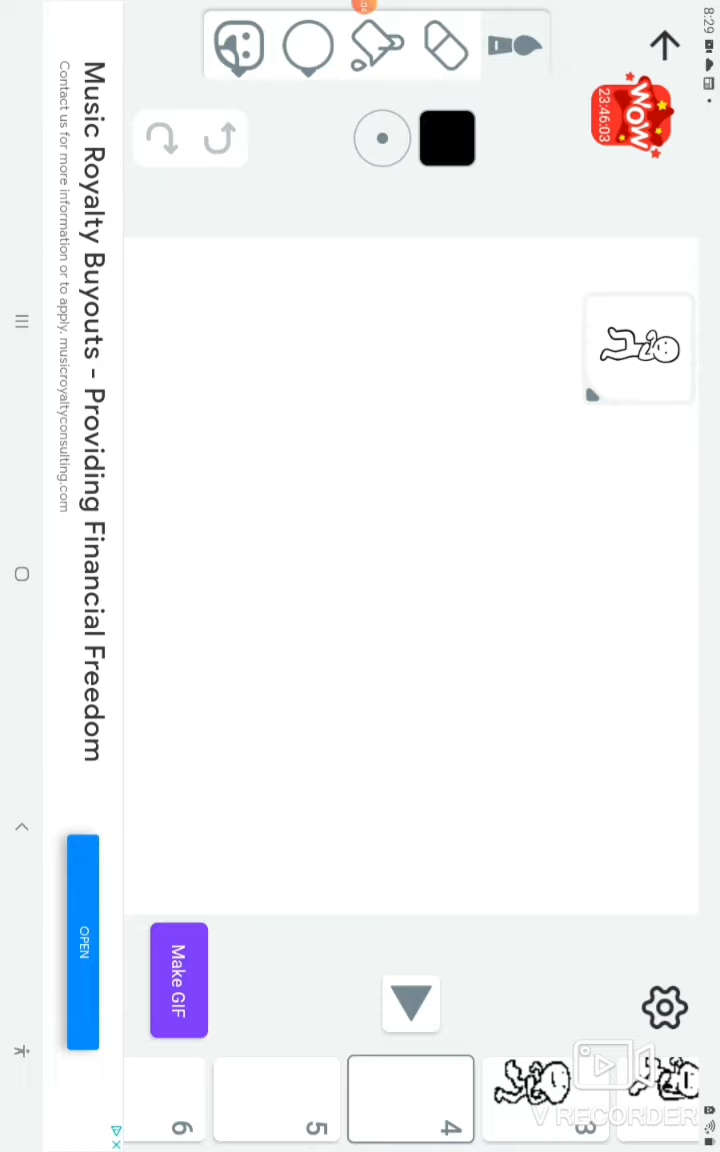 8:29
WOW
23:46:03
3
4
5
6
Make GIF
V RECORDER
Music Royalty Buyouts - Providing Financial Freedom
Contact us for more information or to apply. musicroyaltyconsulting.com
OPEN